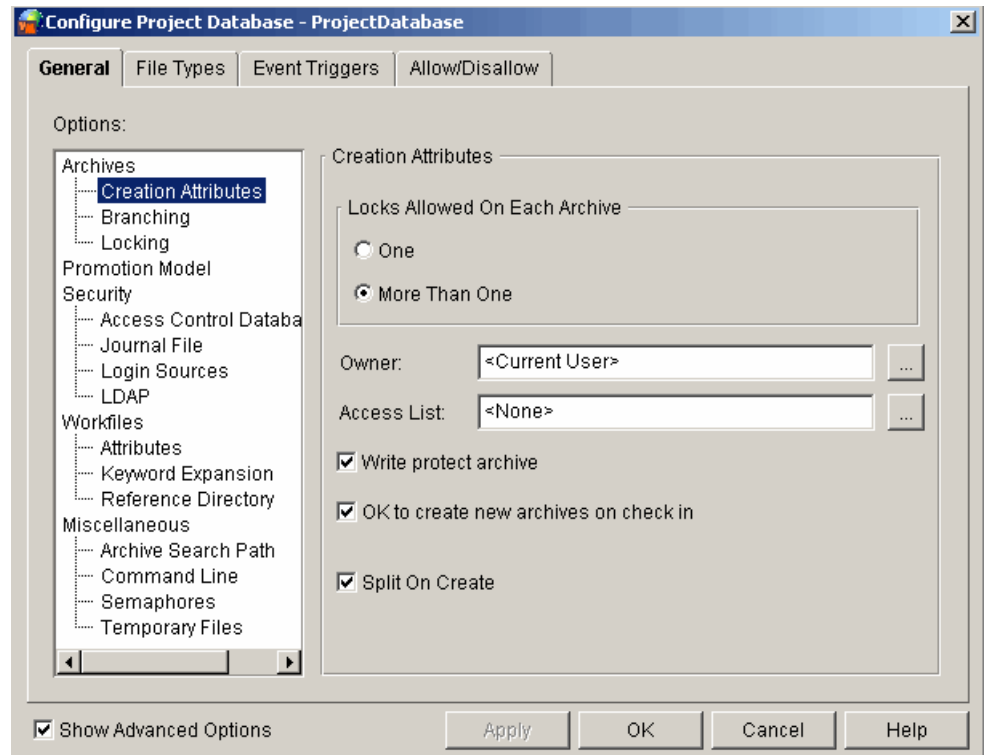 Configure Project Database - ProjectDatabase
General File Types Event Triggers Allow/Disallow
Options:
Archives
Creation Attributes
Branching
Locking
Promotion Model
Security
Access Control Databa
Journal File
Login Sources
LDAP
Workfiles
Attributes
Keyword Expansion
Reference Directory
Miscellaneous
Archive Search Path
Command Line
Semaphores
Temporary Files
Creation Attributes
Locks Allowed On Each Archive
One
More Than One
Owner: <Current User> ...
Access List: <None> ...
Write protect archive
OK to create new archives on check in
Split On Create
Show Advanced Options
Apply OK Cancel Help